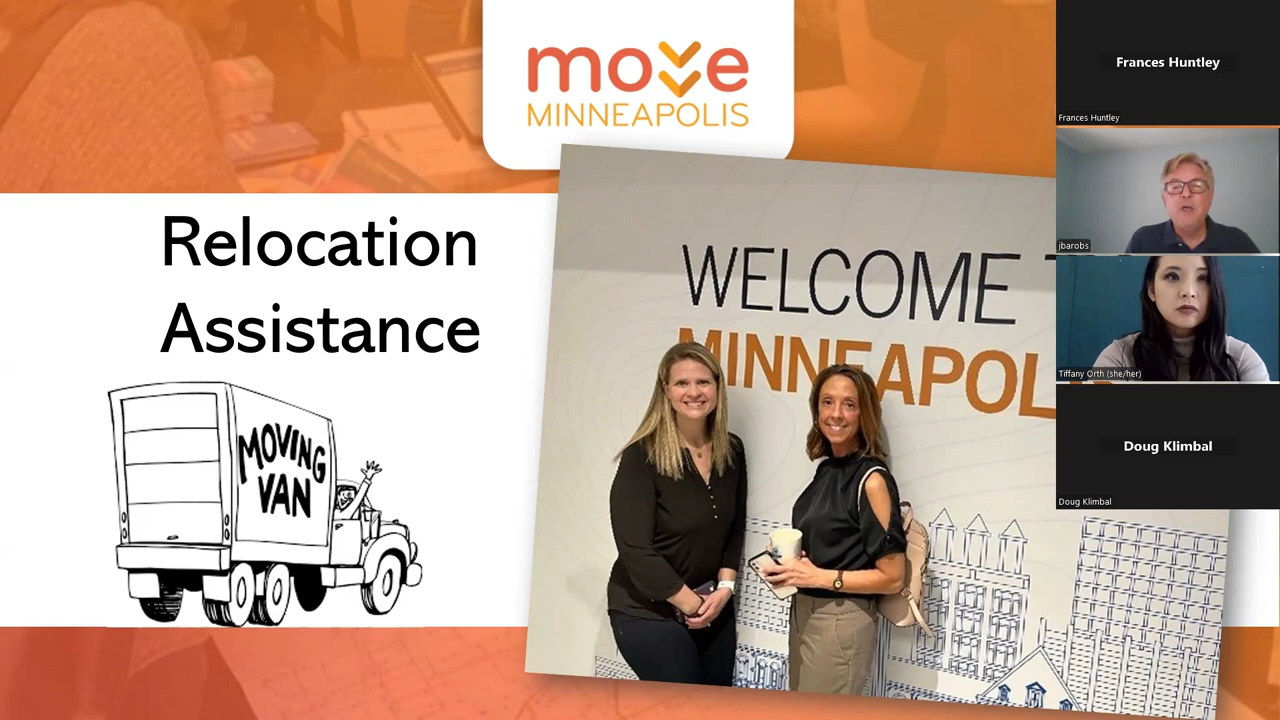 move
MINNEAPOLIS
Relocation
Assistance
MOVING
VAN
WELCOME
MINNEAPOL
Frances Huntley
Frances Huntley
jbarobs
Tiffany Orth (she/her)
Doug Klimbal
Doug Klimbal